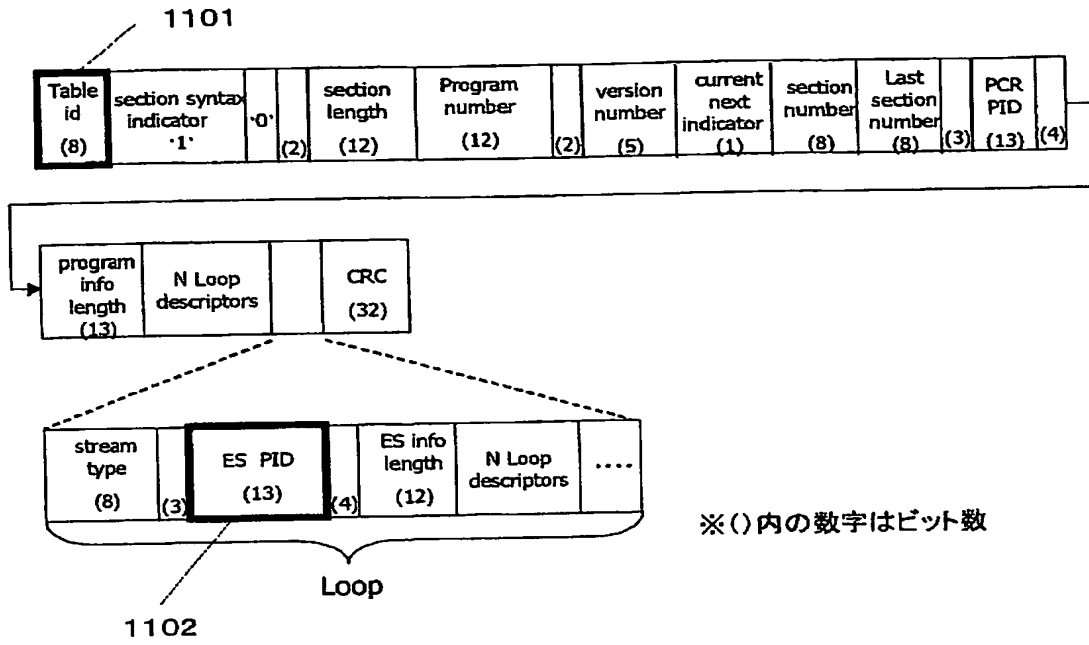 1101
Table
id
(8)
section syntax
indicator
'1'
'0'
(2)
section
length
(12)
Program
number
(12)
(2)
version
number
(5)
current
next
indicator
(1)
section
number
(8)
Last
section
number
(8)
(3)
PCR
PID
(13)
(4)
program
info
length
(13)
N Loop
descriptors
CRC
(32)
stream
type
(8)
(3)
ES PID
(13)
(4)
ES info
length
(12)
N Loop
descriptors
....
※()内の数字はビット数
Loop
1102